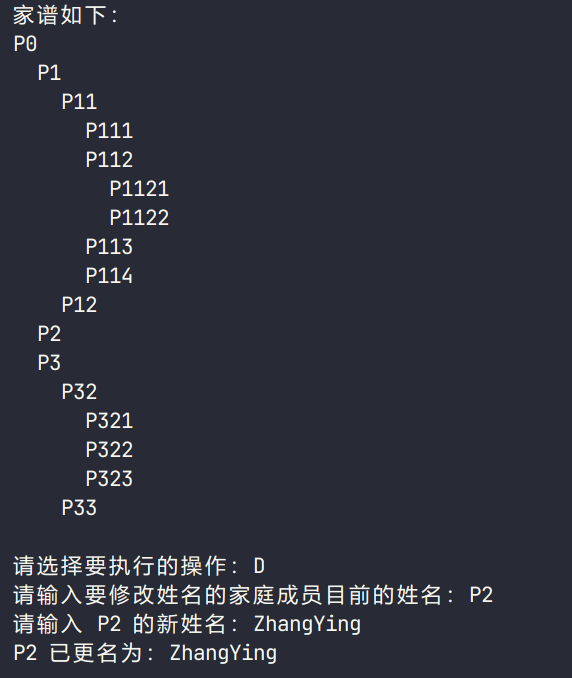 家谱如下:
P0
P1
P11
P111
P112
P1121
P1122
P113
P114
P12
P2
P3
P32
P321
P322
P323
P33
请选择要执行的操作: D
请输入要修改姓名的家庭成员目前的姓名: P2
请输入 P2 的新姓名: ZhangYing
P2 已更名为: ZhangYing